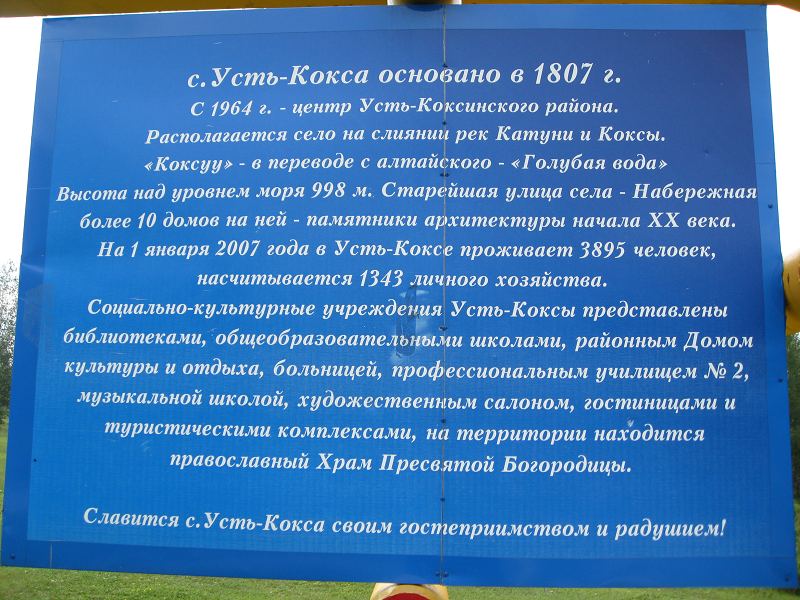 с. Усть-Кокса основано в 1807 г.
С 1964 г. - центр Усть-Коксинского района.
Располагается село на слиянии рек Катуни и Коксы.
«Коксуу» - в переводе с алтайского - «Голубая вода»
Высота над уровнем моря 998 м. Старейшая улица села - Набережная
более 10 домов на ней - памятники архитектуры начала XX века.
На 1 января 2007 года в Усть-Коксе проживает 3895 человек,
насчитывается 1343 личного хозяйства.
Социально-культурные учреждения Усть-Коксы представлены
библиотеками, общеобразовательными школами, районным Домом
культуры и отдыха, больницей, профессиональным училищем № 2,
музыкальной школой, художественным салоном, гостиницами и
туристическими комплексами, на территории находится
православный Храм Пресвятой Богородицы.
Славится с. Усть-Кокса своим гостеприимством и радушием!